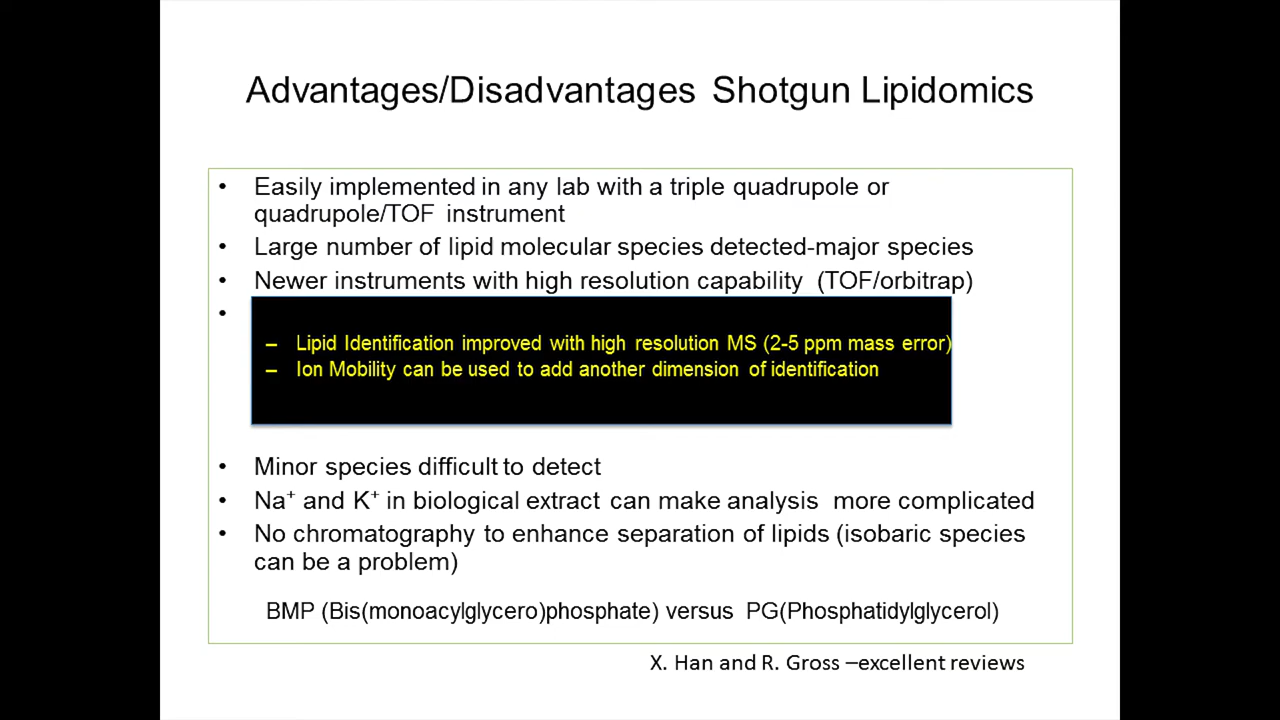 Advantages/Disadvantages Shotgun Lipidomics
• Easily implemented in any lab with a triple quadrupole or
quadrupole/TOF instrument
• Large number of lipid molecular species detected-major species
• Newer instruments with high resolution capability (TOF/orbitrap)
•
– Lipid Identification improved with high resolution MS (2-5 ppm mass error)
– Ion Mobility can be used to add another dimension of identification
• Minor species difficult to detect
• Na⁺ and K⁺ in biological extract can make analysis more complicated
• No chromatography to enhance separation of lipids (isobaric species
can be a problem)
BMP (Bis(monoacylglycero)phosphate) versus PG(Phosphatidylglycerol)
X. Han and R. Gross –excellent reviews